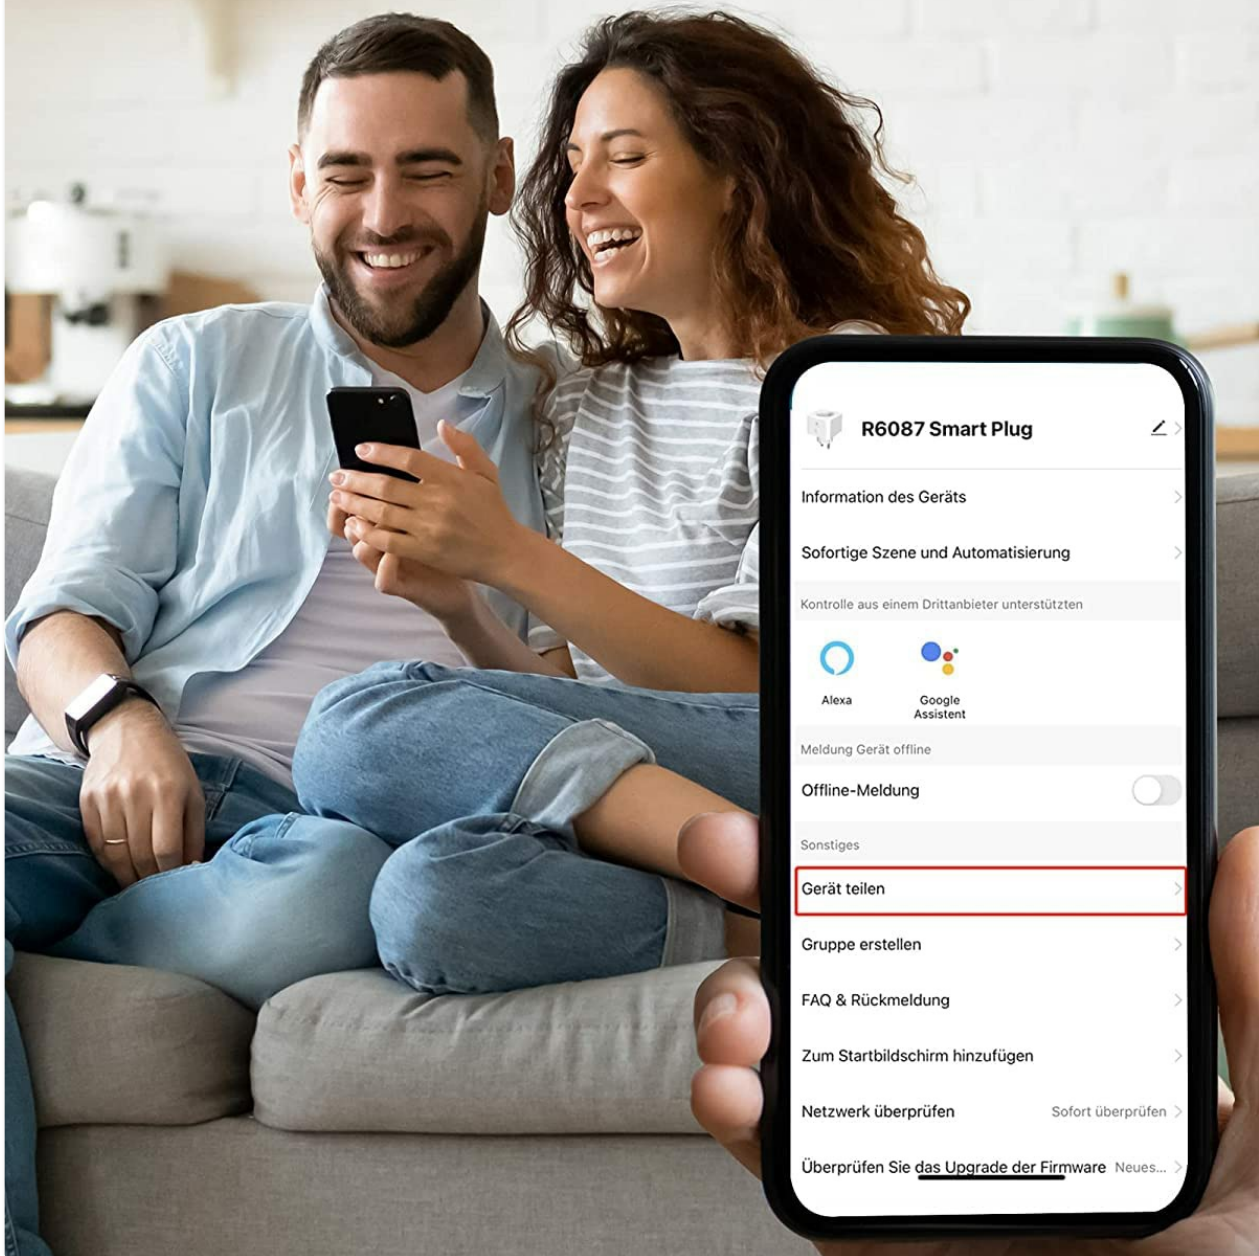 R6087 Smart Plug
Information des Geräts
Sofortige Szene und Automatisierung
Kontrolle aus einem Drittanbieter unterstützten
Alexa
Google
Assistent
Meldung Gerät offline
Offline-Meldung
Sonstiges
Gerät teilen
Gruppe erstellen
FAQ & Rückmeldung
Zum Startbildschirm hinzufügen
Netzwerk überprüfen Sofort überprüfen
Überprüfen Sie das Upgrade der Firmware Neues...